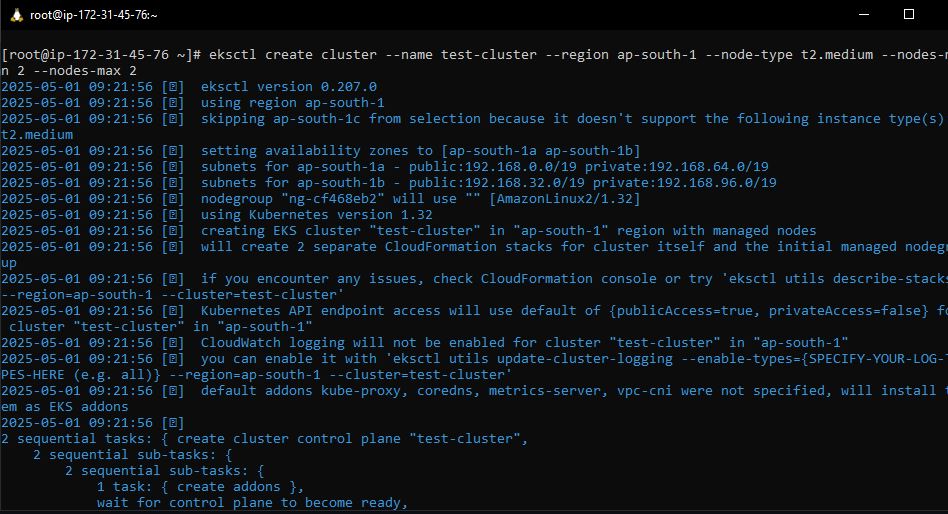 root@ip-172-31-45-76:~
[root@ip-172-31-45-76 ~]# eksctl create cluster --name test-cluster --region ap-south-1 --node-type t2.medium --nodes-m
n 2 --nodes-max 2
2025-05-01 09:21:56 [?]  eksctl version 0.207.0
2025-05-01 09:21:56 [?]  using region ap-south-1
2025-05-01 09:21:56 [?]  skipping ap-south-1c from selection because it doesn't support the following instance type(s)
t2.medium
2025-05-01 09:21:56 [?]  setting availability zones to [ap-south-1a ap-south-1b]
2025-05-01 09:21:56 [?]  subnets for ap-south-1a - public:192.168.0.0/19 private:192.168.64.0/19
2025-05-01 09:21:56 [?]  subnets for ap-south-1b - public:192.168.32.0/19 private:192.168.96.0/19
2025-05-01 09:21:56 [?]  nodegroup "ng-cf468eb2" will use "" [AmazonLinux2/1.32]
2025-05-01 09:21:56 [?]  using Kubernetes version 1.32
2025-05-01 09:21:56 [?]  creating EKS cluster "test-cluster" in "ap-south-1" region with managed nodes
2025-05-01 09:21:56 [?]  will create 2 separate CloudFormation stacks for cluster itself and the initial managed nodegr
up
2025-05-01 09:21:56 [?]  if you encounter any issues, check CloudFormation console or try 'eksctl utils describe-stacks
--region=ap-south-1 --cluster=test-cluster'
2025-05-01 09:21:56 [?]  Kubernetes API endpoint access will use default of {publicAccess=true, privateAccess=false} fo
cluster "test-cluster" in "ap-south-1"
2025-05-01 09:21:56 [?]  CloudWatch logging will not be enabled for cluster "test-cluster" in "ap-south-1"
2025-05-01 09:21:56 [?]  you can enable it with 'eksctl utils update-cluster-logging --enable-types={SPECIFY-YOUR-LOG-T
PES-HERE (e.g. all)} --region=ap-south-1 --cluster=test-cluster'
2025-05-01 09:21:56 [?]  default addons kube-proxy, coredns, metrics-server, vpc-cni were not specified, will install t
em as EKS addons
2025-05-01 09:21:56 [?]
2 sequential tasks: { create cluster control plane "test-cluster",
    2 sequential sub-tasks: {
        2 sequential sub-tasks: {
            1 task: { create addons },
            wait for control plane to become ready,